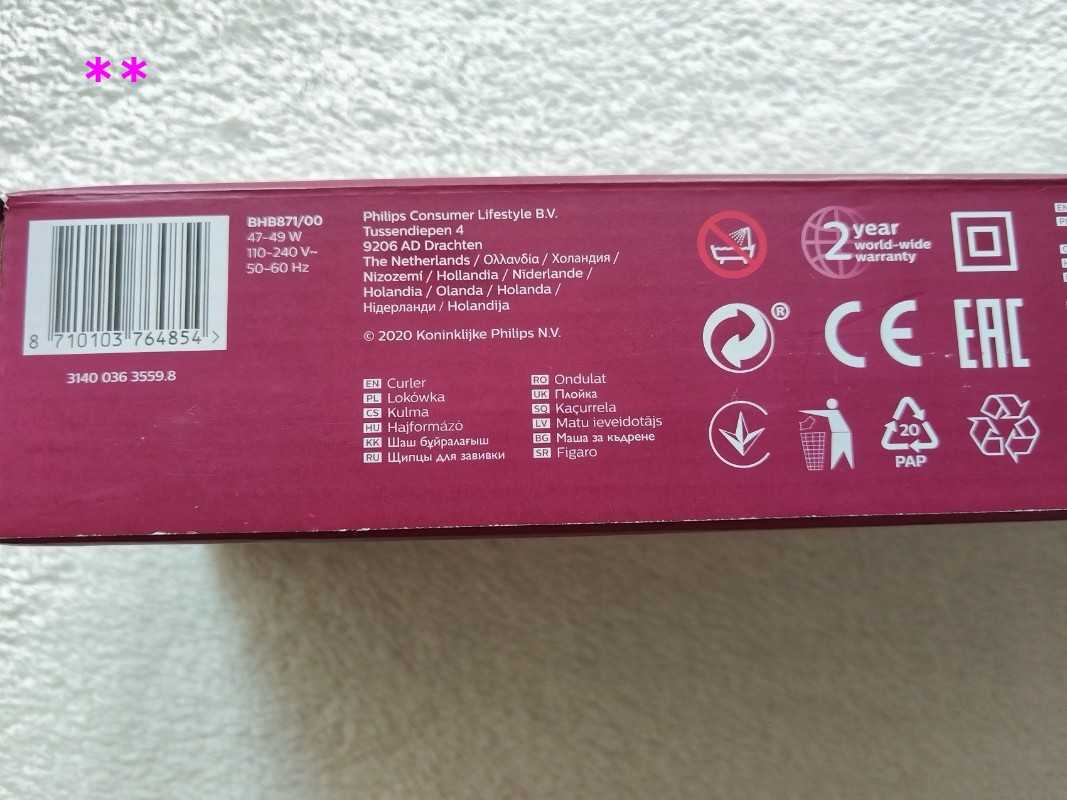 **
8 710103 764854 >
3140 036 3559.8
BHB871/00
47-49 W
110-240 V~
50-60 Hz
Philips Consumer Lifestyle B.V.
Tussendiepen 4
9206 AD Drachten
The Netherlands / Ολλανδία / Холандия /
Nizozemí / Hollandia / Nīderlande /
Holandia / Olanda / Holanda /
Нідерланди / Holandija
© 2020 Koninklijke Philips N.V.
EN Curler
PL Lokówka
CS Kulma
HU Hajformázó
KK Шаш бұйралағыш
RU Щипцы для завивки
RO Ondulat
UK Плойка
SQ Kaçurrela
LV Matu ieveidotājs
BG Маша за къдрене
SR Figaro
2 year
world-wide
warranty
®
CE
EAC
20
PAP